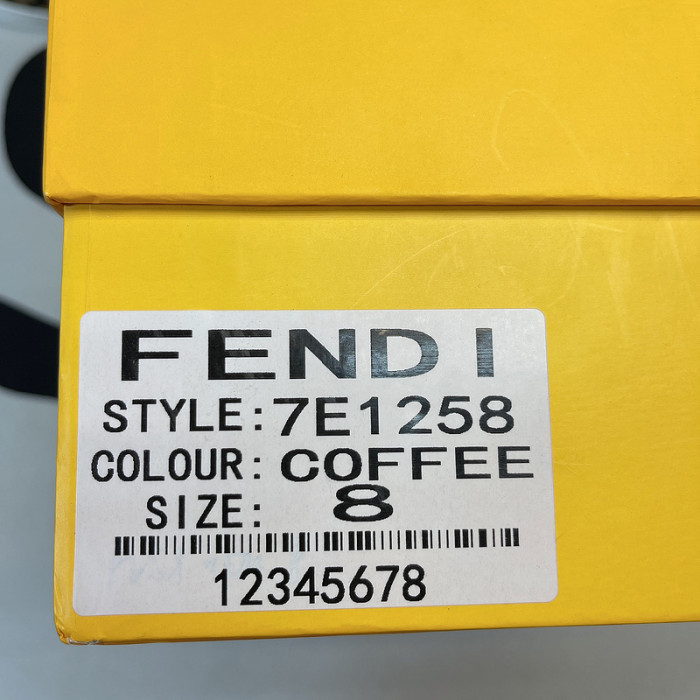 FENDI
STYLE: 7E1258
COLOUR: COFFEE
SIZE: 8
12345678